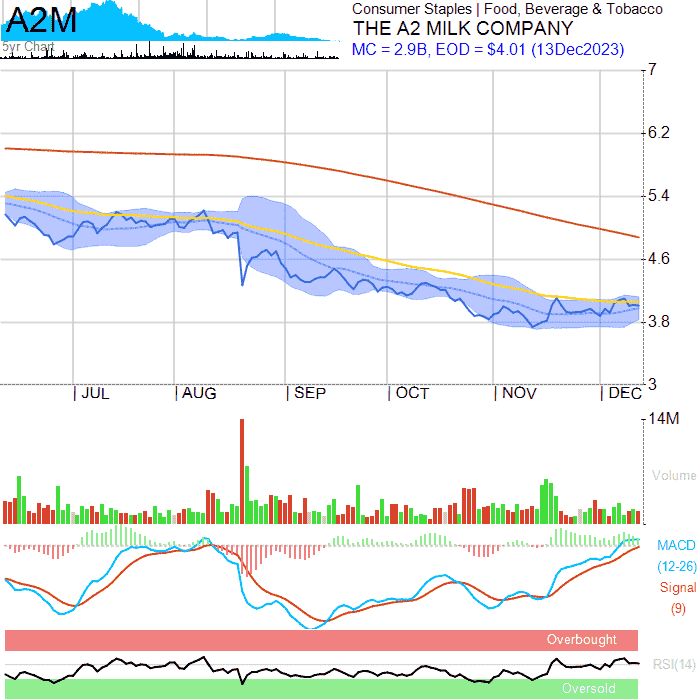 A2M
5yr Chart
Consumer Staples | Food, Beverage & Tobacco
THE A2 MILK COMPANY
MC = 2.9B, EOD = $4.01 (13Dec2023)
7
6.2
5.4
4.6
3.8
3
| JUL | AUG | SEP | OCT | NOV | DEC
14M
Volume
MACD
(12-26)
Signal
(9)
Overbought
RSI(14)
Oversold